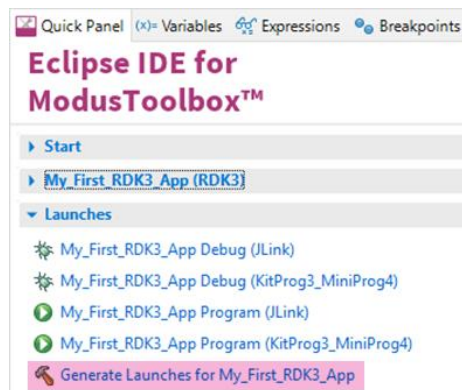 Quick Panel (x)= Variables Expressions Breakpoints
Eclipse IDE for
ModusToolbox™
Start
My_First_RDK3_App (RDK3)
Launches
My_First_RDK3_App Debug (JLink)
My_First_RDK3_App Debug (KitProg3_MiniProg4)
My_First_RDK3_App Program (JLink)
My_First_RDK3_App Program (KitProg3_MiniProg4)
Generate Launches for My_First_RDK3_App